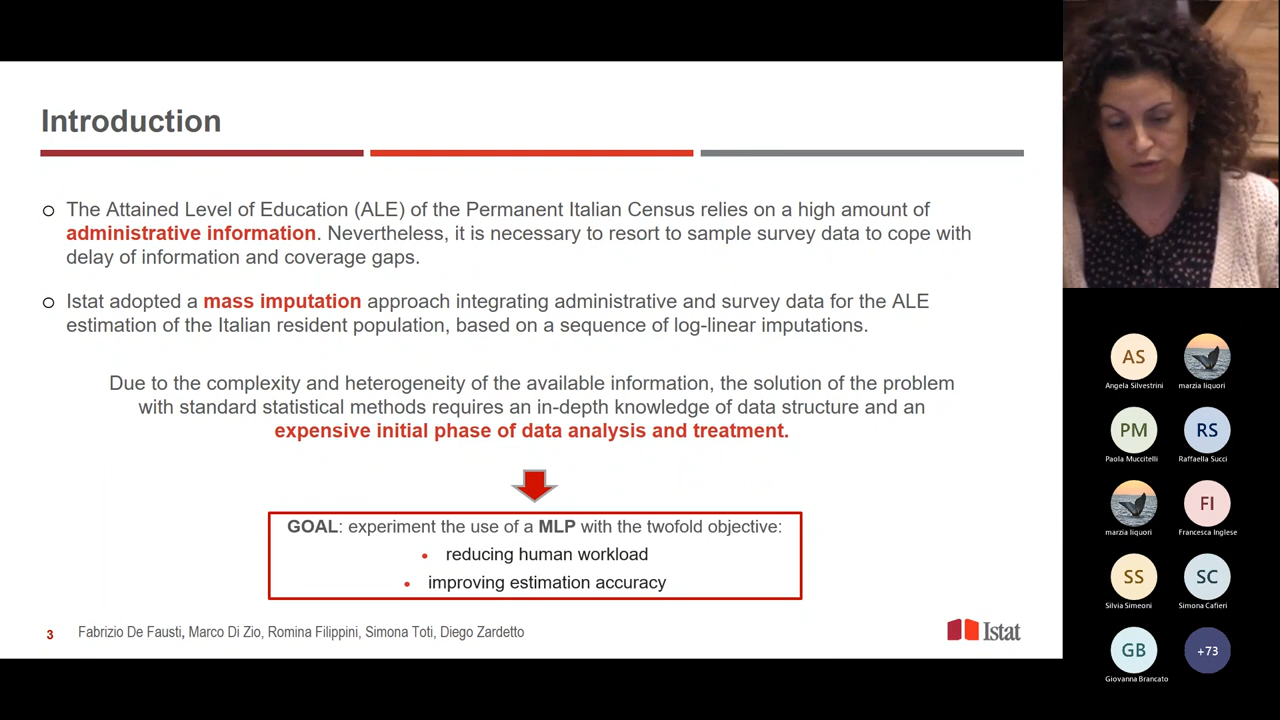 Introduction
The Attained Level of Education (ALE) of the Permanent Italian Census relies on a high amount of
administrative information. Nevertheless, it is necessary to resort to sample survey data to cope with
delay of information and coverage gaps.
Istat adopted a mass imputation approach integrating administrative and survey data for the ALE
estimation of the Italian resident population, based on a sequence of log-linear imputations.
Due to the complexity and heterogeneity of the available information, the solution of the problem
with standard statistical methods requires an in-depth knowledge of data structure and an
expensive initial phase of data analysis and treatment.
GOAL: experiment the use of a MLP with the twofold objective:
• reducing human workload
• improving estimation accuracy
3 Fabrizio De Fausti, Marco Di Zio, Romina Filippini, Simona Toti, Diego Zardetto
Istat
AS
Angela Silvestrini
marzia liquori
PM
Paola Muccitelli
RS
Raffaella Succi
marzia liquori
FI
Francesca Inglese
SS
Silvia Simeoni
SC
Simona Cafieri
GB
Giovanna Brancato
+73